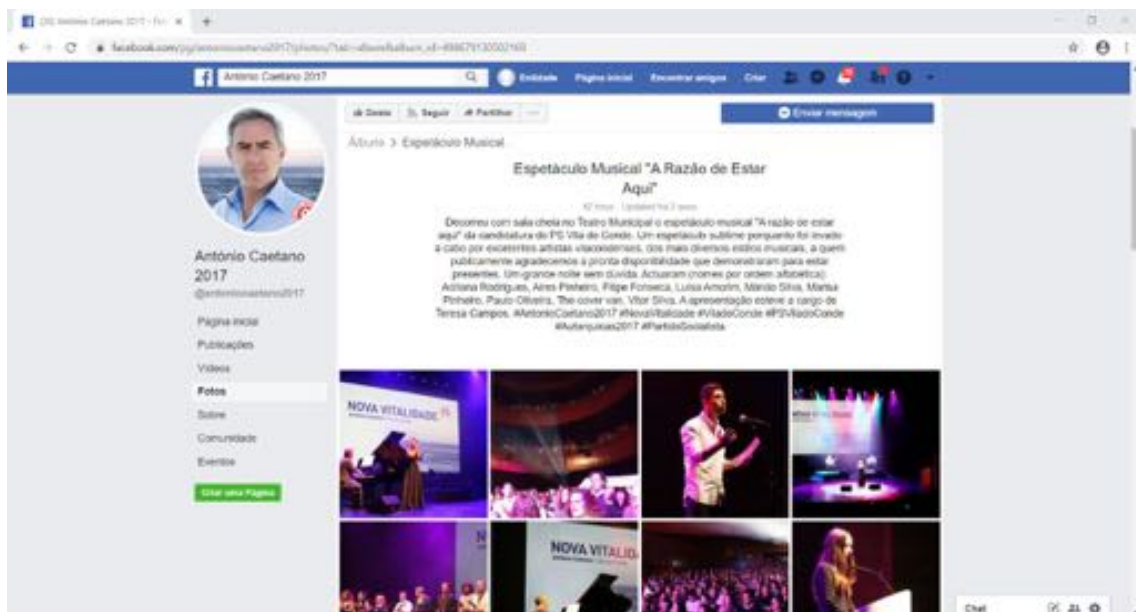 António Caetano 2017
Página inicial
Encontrar amigos
Criar
Gosto
Seguir
Partilhar
Enviar mensagem
Álbuns > Espetáculo Musical
Espetáculo Musical "A Razão de Estar
Aqui"
Decorreu com sala cheia no Teatro Municipal o espetáculo musical "A razão de estar
aqui" da candidatura do PS Vila do Conde. Um espetáculo sublime porquanto foi levado
a cabo por excelentes artistas vilacondenses, dos mais diversos estilos musicais, a quem
publicamente agradecemos a pronta disponibilidade que demonstraram para estar
presentes. Um grande noite sem dúvida. Actuaram (nomes por ordem alfabética):
Adriana Rodrigues, Aires Pinheiro, Filipe Fonseca, Luísa Amorim, Márcio Silva, Marisa
Pinheiro, Paulo Oliveira, The cover van, Vitor Silva. A apresentação esteve a cargo de
Teresa Campos. #AntonioCaetano2017 #NovaVitalidade #ViladoConde #PSViladoConde
#Autarquicas2017 #PartidoSocialista
António Caetano
2017
@antoniocaetano2017
Página inicial
Publicações
Vídeos
Fotos
Sobre
Comunidade
Eventos
Criar uma Página
NOVA VITALIDADE
NOVA VITALID
Chat